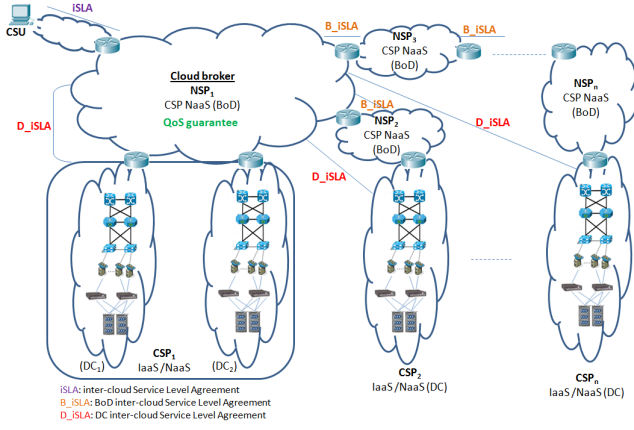 iSLA
CSU
B_iSLA
NSP3
CSP NaaS
(BoD)
B_iSLA
Cloud broker
NSP1
CSP NaaS (BoD)
QoS guarantee
B_iSLA
NSP2
CSP NaaS
(BoD)
NSPn
CSP NaaS
(BoD)
D_iSLA
D_iSLA
D_iSLA
(DC1)
CSP1
IaaS/NaaS
(DC2)
CSP2
IaaS/NaaS (DC)
CSPn
IaaS/NaaS (DC)
iSLA: inter-cloud Service Level Agreement
B_iSLA: BoD inter-cloud Service Level Agreement
D_iSLA: DC inter-cloud Service Level Agreement